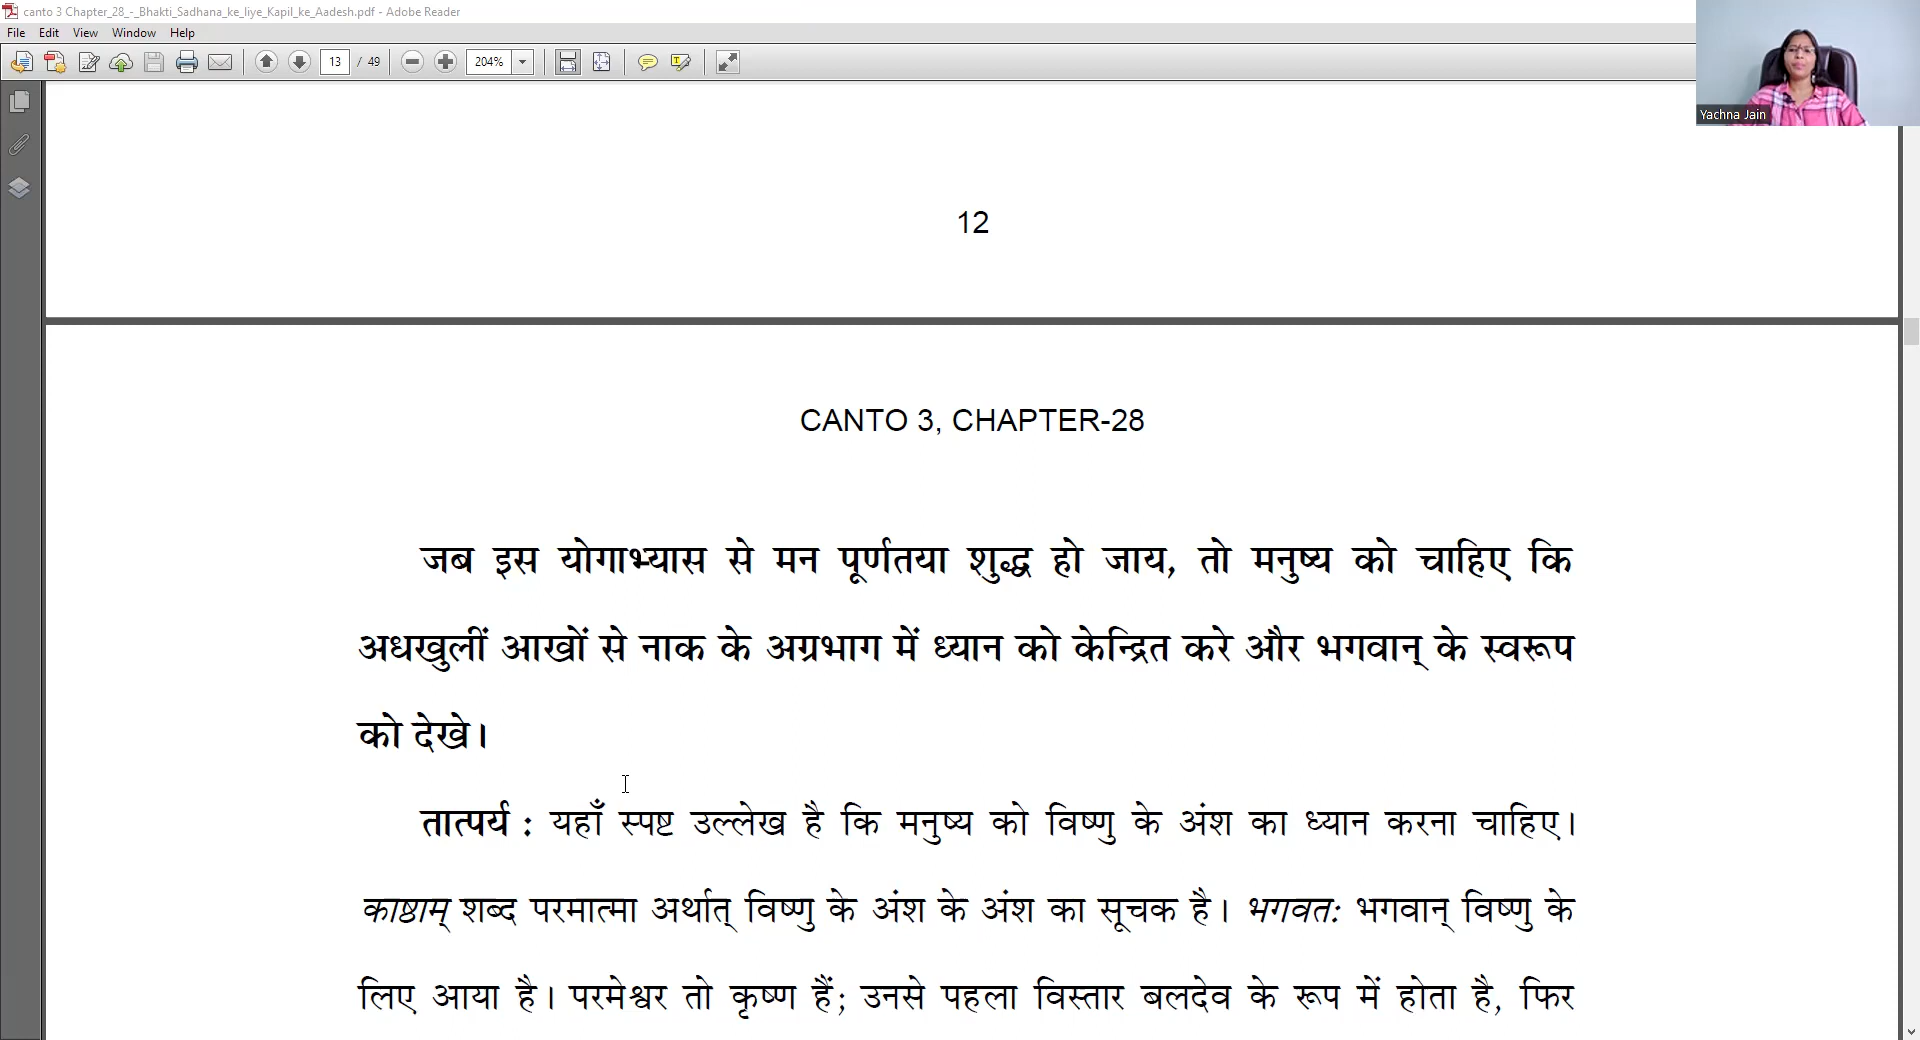 canto 3 Chapter_28_-_Bhakti_Sadhana_ke_liye_Kapil_ke_Aadesh.pdf - Adobe Reader
File Edit View Window Help
13 / 49 204%
Yachna Jain
12
CANTO 3, CHAPTER-28
जब इस योगाभ्यास से मन पूर्णतया शुद्ध हो जाय, तो मनुष्य को चाहिए कि
अधखुलीं आखों से नाक के अग्रभाग में ध्यान को केन्द्रित करे और भगवान् के स्वरूप
को देखे।
तात्पर्य : यहाँ स्पष्ट उल्लेख है कि मनुष्य को विष्णु के अंश का ध्यान करना चाहिए।
काष्ठाम् शब्द परमात्मा अर्थात् विष्णु के अंश के अंश का सूचक है। भगवतः भगवान् विष्णु के
लिए आया है। परमेश्वर तो कृष्ण हैं; उनसे पहला विस्तार बलदेव के रूप में होता है, फिर